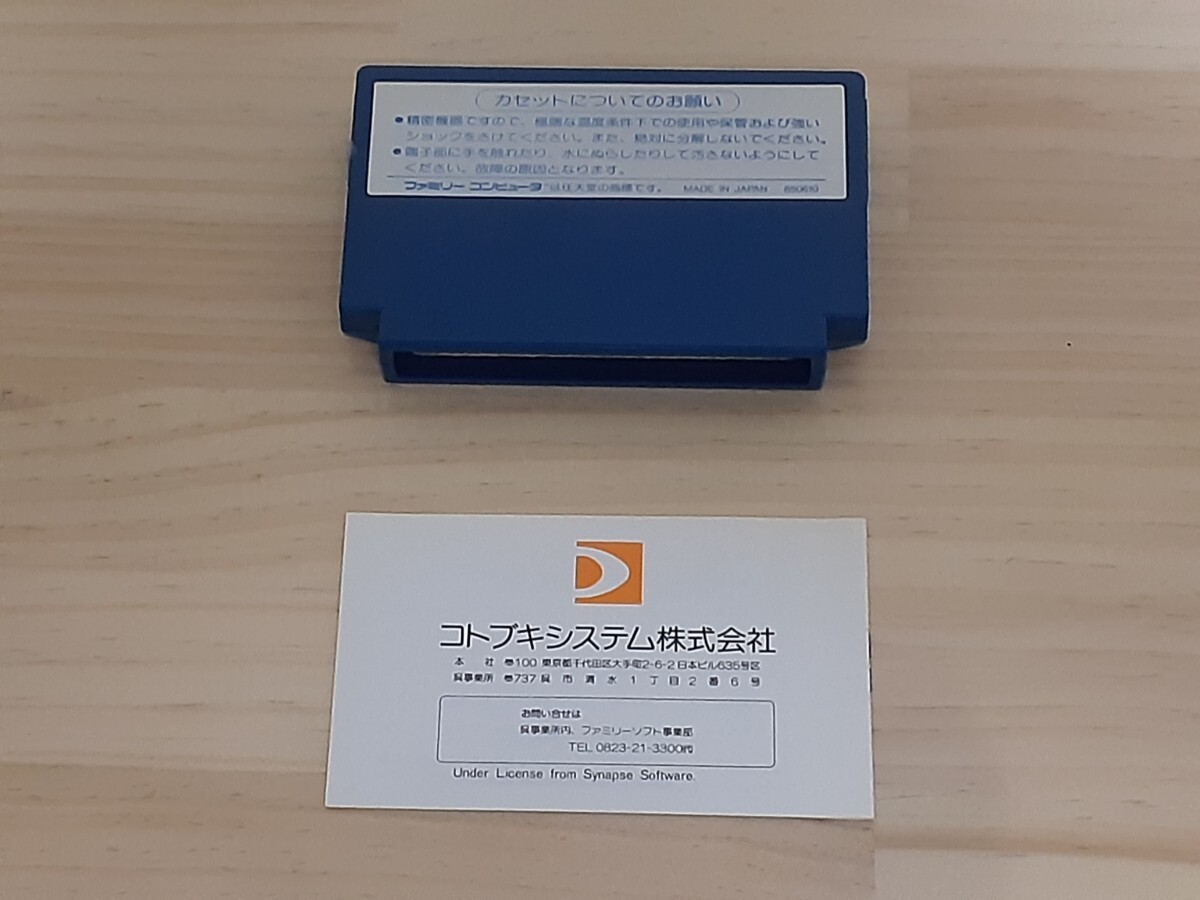 カセットについてのお願い
●精密機器ですので、極端な温度条件下での使用や保管および強い
ショックをさけてください。また、絶対に分解しないでください。
●端子部に手を触れたり、水にぬらしたりして汚さないようにして
ください。故障の原因となります。
ファミリー コンピュータは任天堂の商標です。 MADE IN JAPAN
コトブキシステム株式会社
本 社 〒100 東京都千代田区大手町2-6-2 日本ビル635号区
呉事業所 〒737 呉市清水1丁目2番6号
お問い合せは
呉事業所内、ファミリーソフト事業部
TEL 0823-21-3300㈹
Under License from Synapse Software.